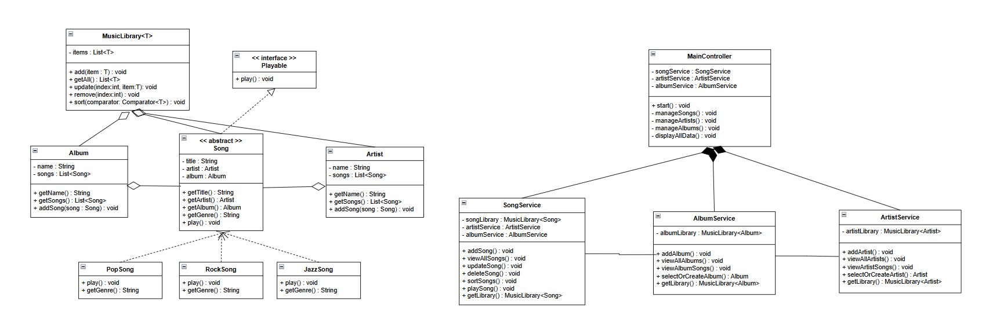 MusicLibrary<T>
- items : List<T>
+ add(item : T) : void
+ getAll() : List<T>
+ update(index:int, item:T): void
+ remove(index:int) : void
+ sort(comparator: Comparator<T>) : void
<< interface >>
Playable
+ play() : void
Album
- name : String
- songs : List<Song>
+ getName() : String
+ getSongs() : List<Song>
+ addSong(song : Song) : void
<< abstract >>
Song
- title : String
- artist : Artist
- album : Album
+ getTitle() : String
+ getArtist() : Artist
+ getAlbum() : Album
+ getGenre() : String
+ play() : void
Artist
- name : String
- songs : List<Song>
+ getName() : String
+ getSongs() : List<Song>
+ addSong(song : Song) : void
PopSong
+ play() : void
+ getGenre() : String
RockSong
+ play() : void
+ getGenre() : String
JazzSong
+ play() : void
+ getGenre() : String
MainController
- songService : SongService
- artistService : ArtistService
- albumService : AlbumService
+ start() : void
- manageSongs() : void
- manageArtists() : void
- manageAlbums() : void
- displayAllData() : void
SongService
- songLibrary : MusicLibrary<Song>
- artistService : ArtistService
- albumService : AlbumService
+ addSong() : void
+ viewAllSongs() : void
+ updateSong() : void
+ deleteSong() : void
+ sortSongs() : void
+ playSong() : void
+ getLibrary() : MusicLibrary<Song>
AlbumService
- albumLibrary : MusicLibrary<Album>
+ addAlbum() : void
+ viewAllAlbums() : void
+ viewAlbumSongs() : void
+ selectOrCreateAlbum() : Album
+ getLibrary() : MusicLibrary<Album>
ArtistService
- artistLibrary : MusicLibrary<Artist>
+ addArtist() : void
+ viewAllArtists() : void
+ viewArtistSongs() : void
+ selectOrCreateArtist() : Artist
+ getLibrary() : MusicLibrary<Artist>